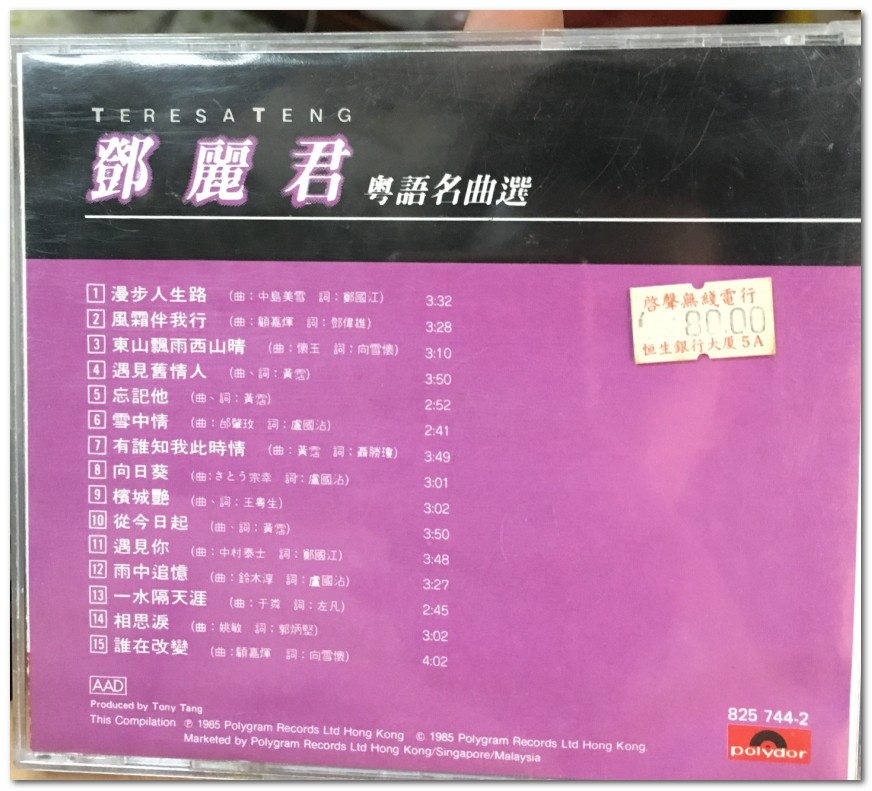 TERESA TENG
鄧麗君 粵語名曲選
1 漫步人生路 (曲:中島美雪 詞:鄭國江) 3:32
2 風霜伴我行 (曲:顧嘉煇 詞:鄧偉雄) 3:28
3 東山飄雨西山晴 (曲:懷玉 詞:向雪懷) 3:10
4 遇見舊情人 (曲、詞:黃霑) 3:50
5 忘記他 (曲、詞:黃霑) 2:52
6 雪中情 (曲:邰肇玫 詞:盧國沾) 2:41
7 有誰知我此時情 (曲:黃霑 詞:聶勝瓊) 3:49
8 向日葵 (曲:さとう宗幸 詞:盧國沾) 3:01
9 檳城艷 (曲、詞:王粵生) 3:02
10 從今日起 (曲、詞:黃霑) 3:50
11 遇見你 (曲:中村泰士 詞:鄭國江) 3:48
12 雨中追憶 (曲:鈴木淳 詞:盧國沾) 3:27
13 一水隔天涯 (曲:于粦 詞:左几) 2:45
14 相思淚 (曲:姚敏 詞:郭炳堅) 3:02
15 誰在改變 (曲:顧嘉煇 詞:向雪懷) 4:02
啓聲無綫電行
80.00
恒生銀行大厦 5A
AAD
Produced by Tony Tang
This Compilation ℗ 1985 Polygram Records Ltd Hong Kong © 1985 Polygram Records Ltd Hong Kong.
Marketed by Polygram Records Ltd Hong Kong/Singapore/Malaysia
825 744-2
polydor